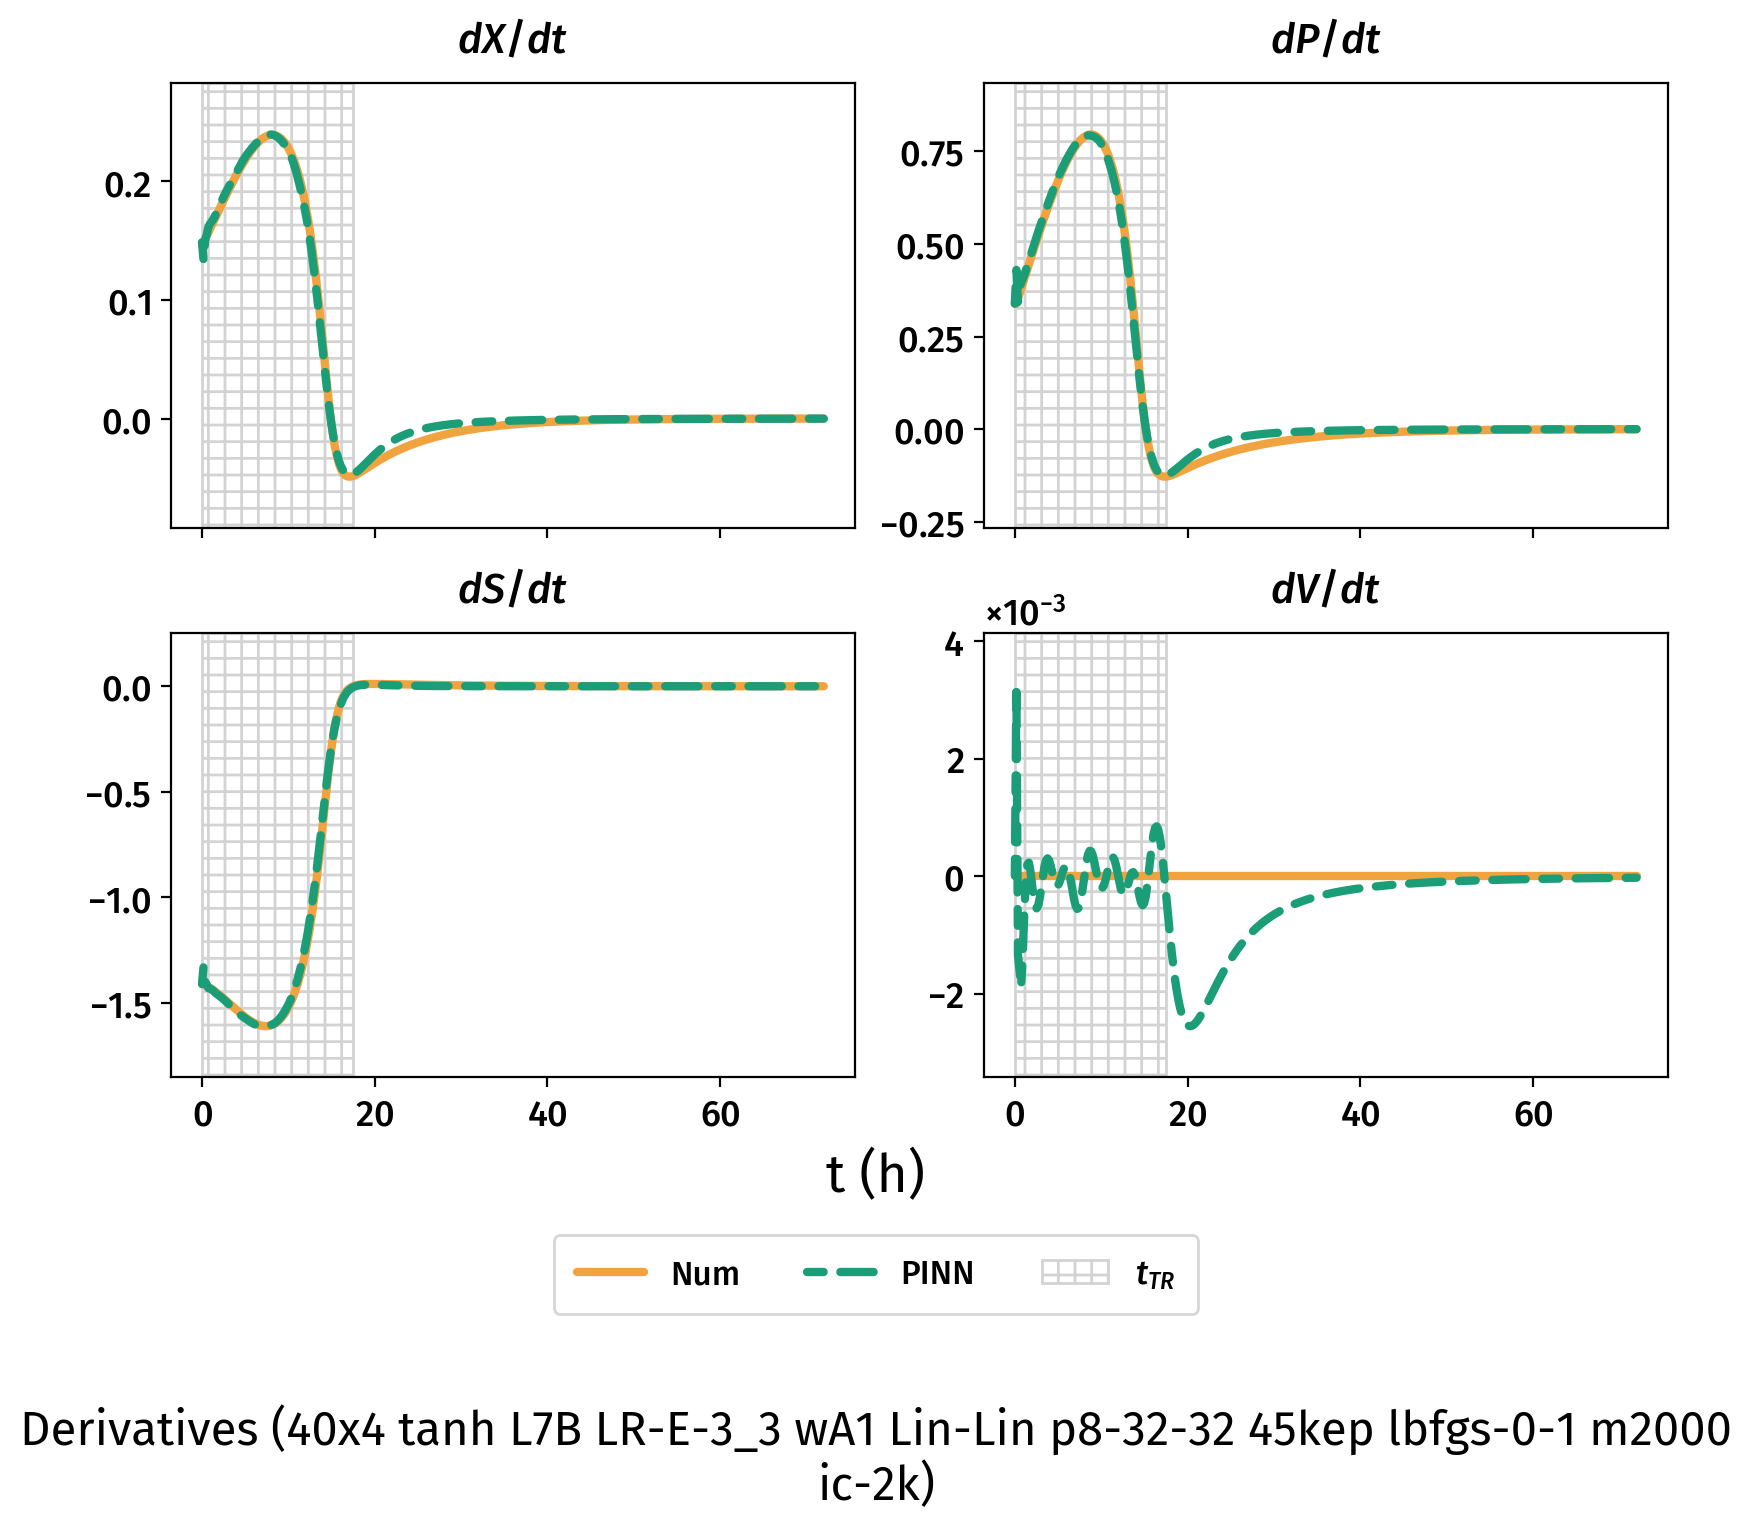 dX/dt
dP/dt
0.2
0.1
0.0
0.75
0.50
0.25
0.00
−0.25
dS/dt
dV/dt
×10⁻³
0.0
−0.5
−1.0
−1.5
4
2
0
−2
0 20 40 60
0 20 40 60
t (h)
Num PINN t_TR
Derivatives (40x4 tanh L7B LR-E-3_3 wA1 Lin-Lin p8-32-32 45kep lbfgs-0-1 m2000
ic-2k)